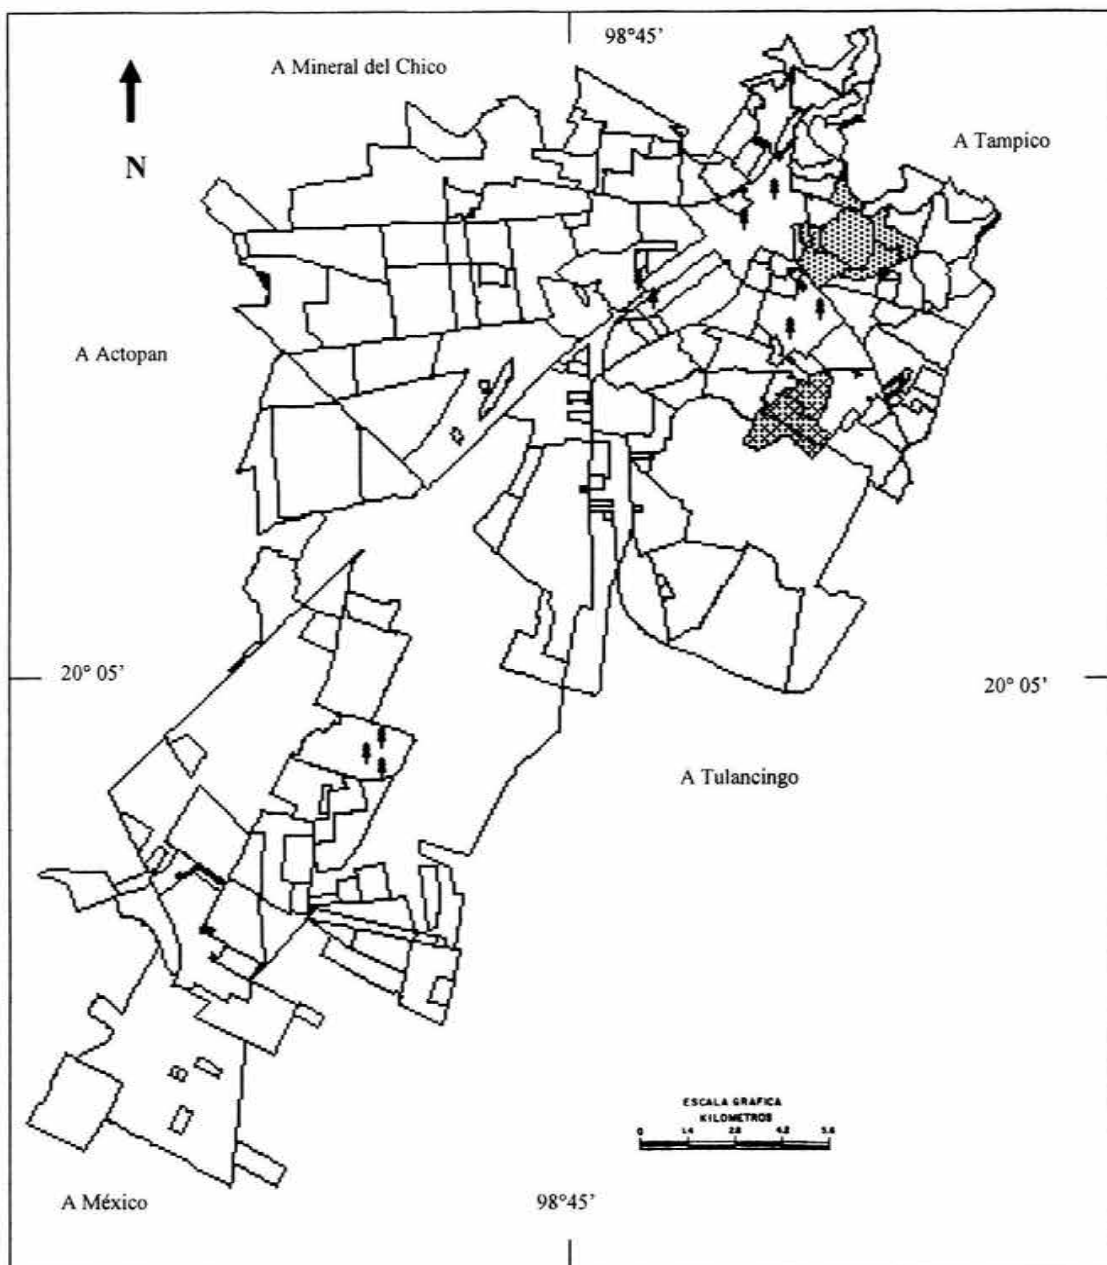 98°45'
A Mineral del Chico
A Tampico
N
A Actopan
20° 05'
20° 05'
A Tulancingo
ESCALA GRAFICA
KILOMETROS
0 1.4 2.8 4.2 5.6
A México
98°45'